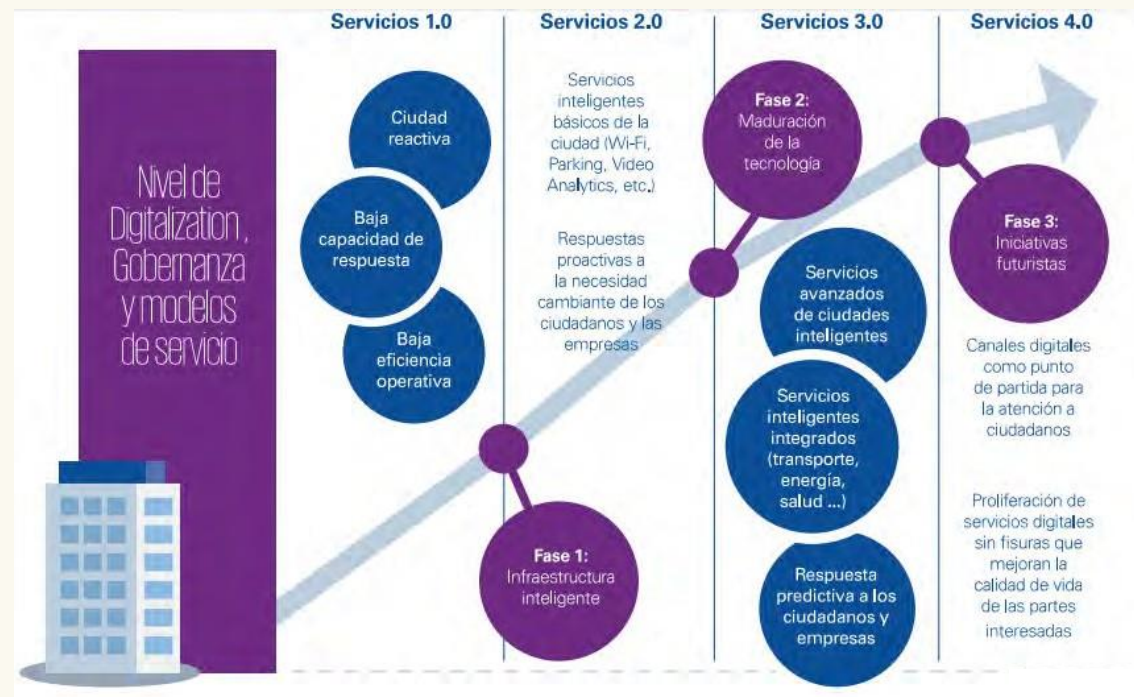 Servicios 1.0
Servicios 2.0
Servicios 3.0
Servicios 4.0
Nivel de
Digitalization,
Gobernanza
y modelos
de servicio
Ciudad
reactiva
Baja
capacidad de
respuesta
Baja
eficiencia
operativa
Servicios
inteligentes
básicos de la
ciudad (Wi-Fi,
Parking, Video
Analytics, etc.)
Respuestas
proactivas a
la necesidad
cambiante de los
ciudadanos y las
empresas
Fase 1:
Infraestructura
inteligente
Fase 2:
Maduración
de la
tecnología
Servicios
avanzados
de ciudades
inteligentes
Servicios
inteligentes
integrados
(transporte,
energía,
salud ...)
Respuesta
predictiva a los
ciudadanos y
empresas
Fase 3:
Iniciativas
futuristas
Canales digitales
como punto
de partida para
la atención a
ciudadanos
Proliferación de
servicios digitales
sin fisuras que
mejoran la
calidad de vida
de las partes
interesadas